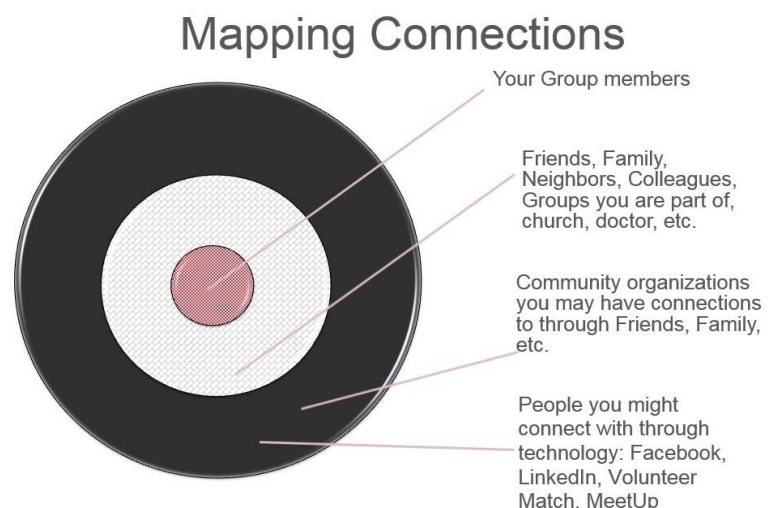 Mapping Connections
Your Group members
Friends, Family,
Neighbors, Colleagues,
Groups you are part of,
church, doctor, etc.
Community organizations
you may have connections
to through Friends, Family,
etc.
People you might
connect with through
technology: Facebook,
LinkedIn, Volunteer
Match, MeetUp